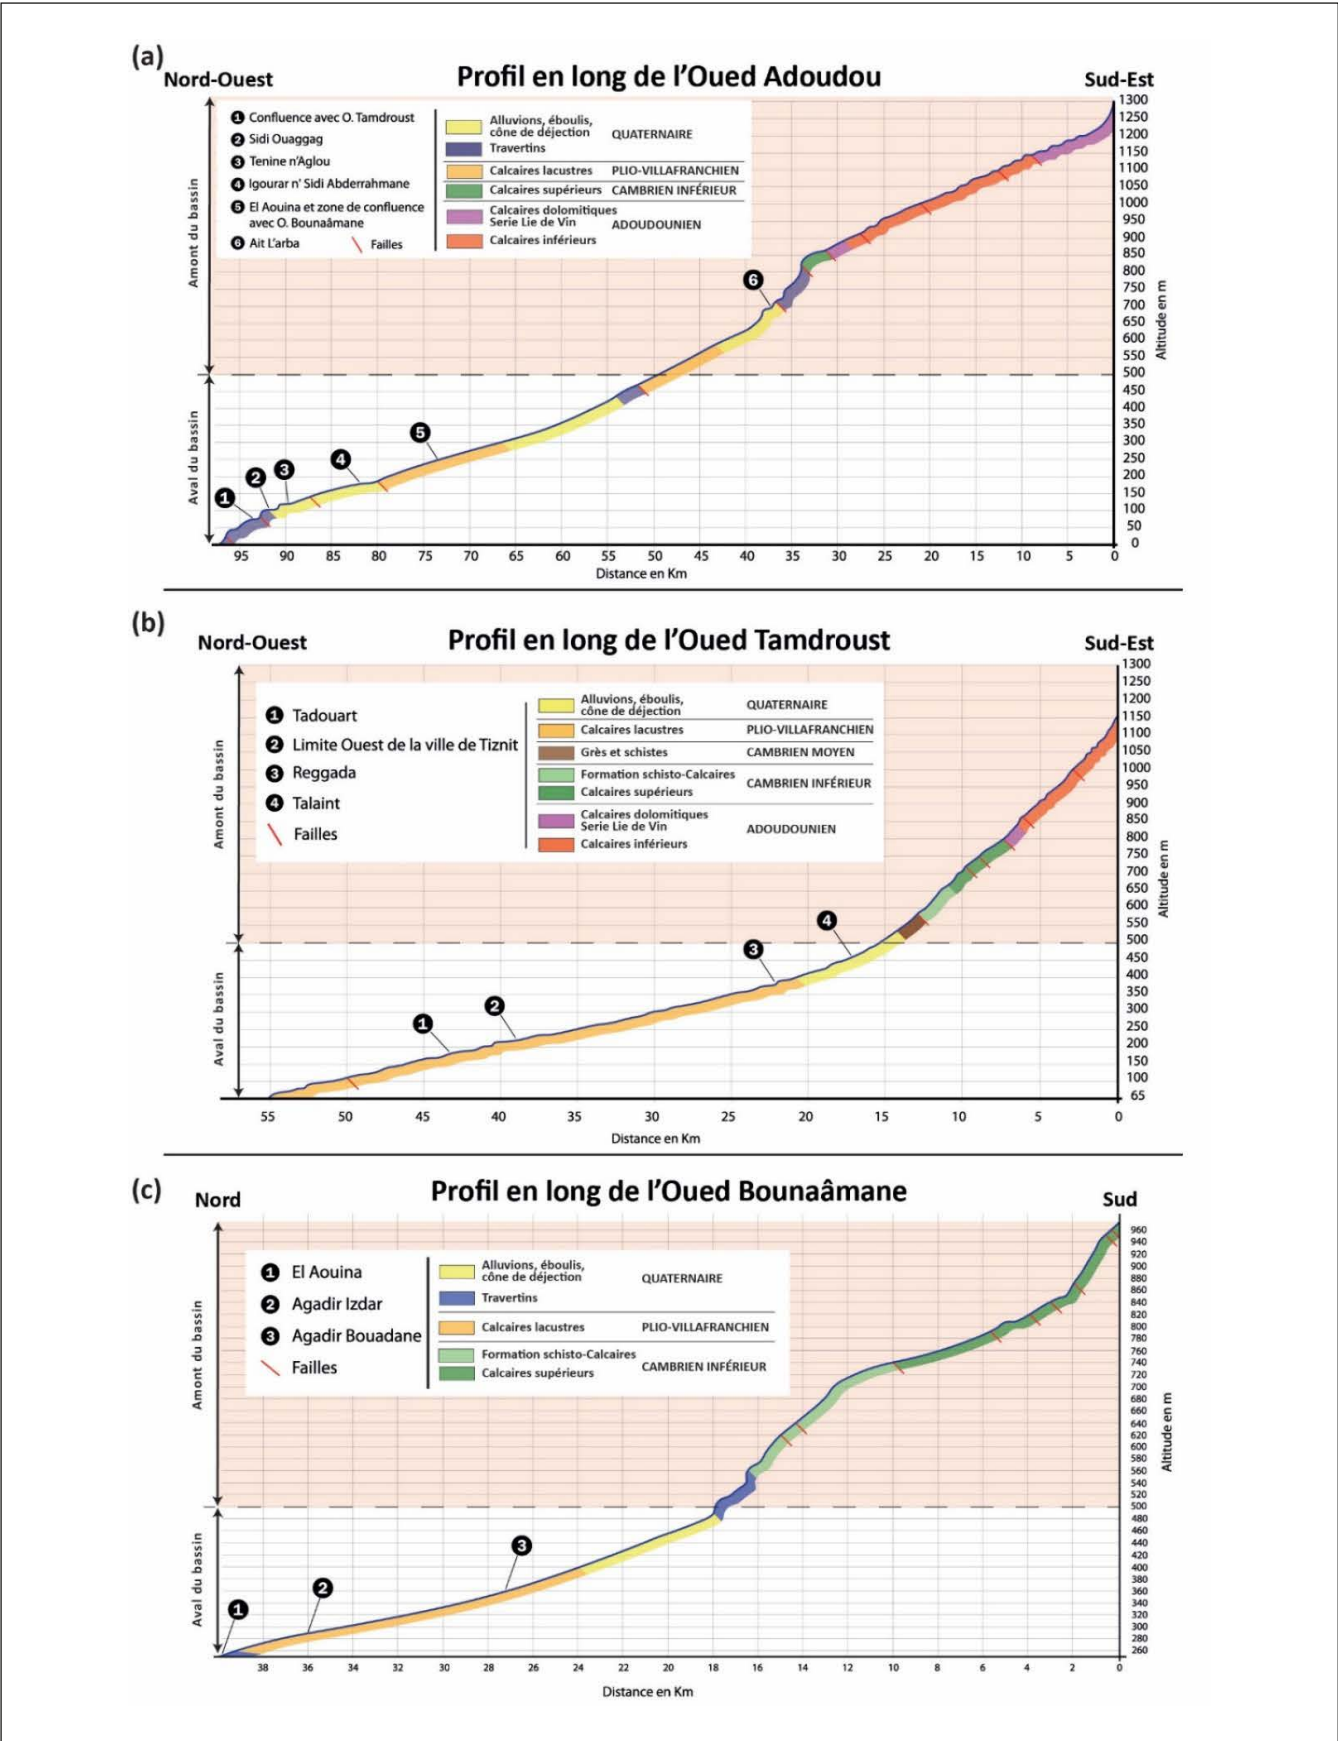 (a)
Nord-Ouest
Profil en long de l'Oued Adoudou
Sud-Est
1 Confluence avec O. Tamdroust
2 Sidi Ouaggag
3 Tenine n'Aglou
4 Igourar n' Sidi Abderrahmane
5 El Aouina et zone de confluence
avec O. Bounaâmane
6 Ait L'arba
Failles
Alluvions, éboulis,
cône de déjection
QUATERNAIRE
Travertins
Calcaires lacustres PLIO-VILLAFRANCHIEN
Calcaires supérieurs CAMBRIEN INFÉRIEUR
Calcaires dolomitiques
Serie Lie de Vin
ADOUDOUNIEN
Calcaires inférieurs
Amont du bassin
Aval du bassin
6
5
4
3
2
1
1300
1250
1200
1150
1100
1050
1000
950
900
850
800
750
700
650
600
550
500
450
400
350
300
250
200
150
100
50
0
Altitude en m
95 90 85 80 75 70 65 60 55 50 45 40 35 30 25 20 15 10 5 0
Distance en Km
(b)
Nord-Ouest
Profil en long de l'Oued Tamdroust
Sud-Est
1 Tadouart
2 Limite Ouest de la ville de Tiznit
3 Reggada
4 Talaint
Failles
Alluvions, éboulis,
cône de déjection
QUATERNAIRE
Calcaires lacustres PLIO-VILLAFRANCHIEN
Grès et schistes CAMBRIEN MOYEN
Formation schisto-Calcaires
CAMBRIEN INFÉRIEUR
Calcaires supérieurs
Calcaires dolomitiques
Serie Lie de Vin
ADOUDOUNIEN
Calcaires inférieurs
Amont du bassin
Aval du bassin
4
3
2
1
1300
1250
1200
1150
1100
1050
1000
950
900
850
800
750
700
650
600
550
500
450
400
350
300
250
200
150
100
65
Altitude en m
55 50 45 40 35 30 25 20 15 10 5 0
Distance en Km
(c)
Nord
Profil en long de l'Oued Bounaâmane
Sud
1 El Aouina
2 Agadir Izdar
3 Agadir Bouadane
Failles
Alluvions, éboulis,
cône de déjection
QUATERNAIRE
Travertins
Calcaires lacustres PLIO-VILLAFRANCHIEN
Formation schisto-Calcaires
CAMBRIEN INFÉRIEUR
Calcaires supérieurs
Amont du bassin
Aval du bassin
3
2
1
960
940
920
900
880
860
840
820
800
780
760
740
720
700
680
660
640
620
600
580
560
540
520
500
480
460
440
420
400
380
360
340
320
300
280
260
Altitude en m
38 36 34 32 30 28 26 24 22 20 18 16 14 12 10 8 6 4 2 0
Distance en Km